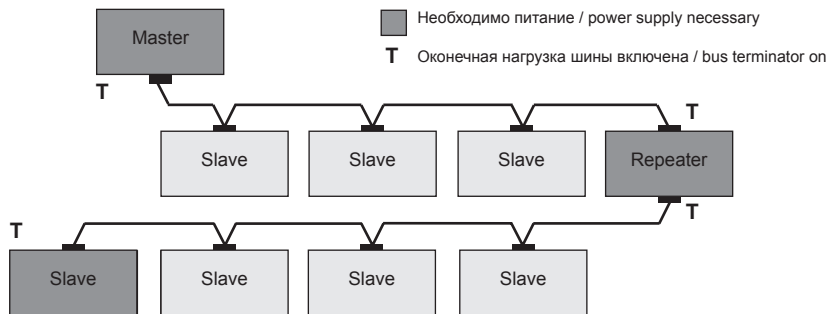 Master
Необходимо питание / power supply necessary
T Оконечная нагрузка шины включена / bus terminator on
T
T
Slave Slave Slave Repeater
T
T
Slave Slave Slave Slave